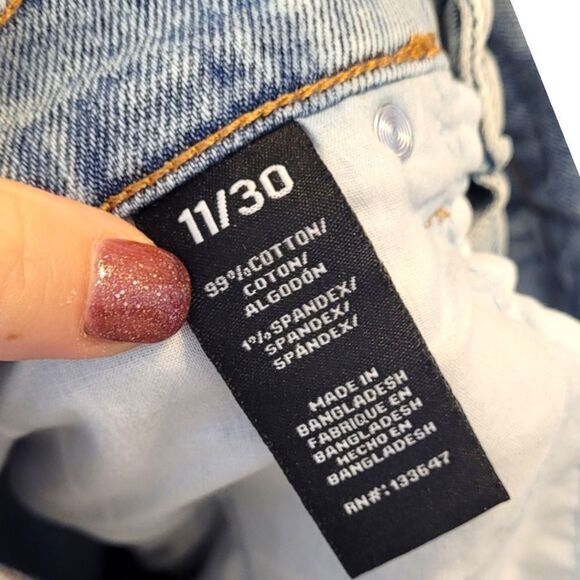 11/30
99%COTTON/
COTON/
ALGODÓN
1%SPANDEX/
SPANDEX/
SPÁNDEX/
MADE IN
BANGLADESH
FABRIQUE EN
BANGLADESH
HECHO EN
BANGLADESH
RN#: 133647